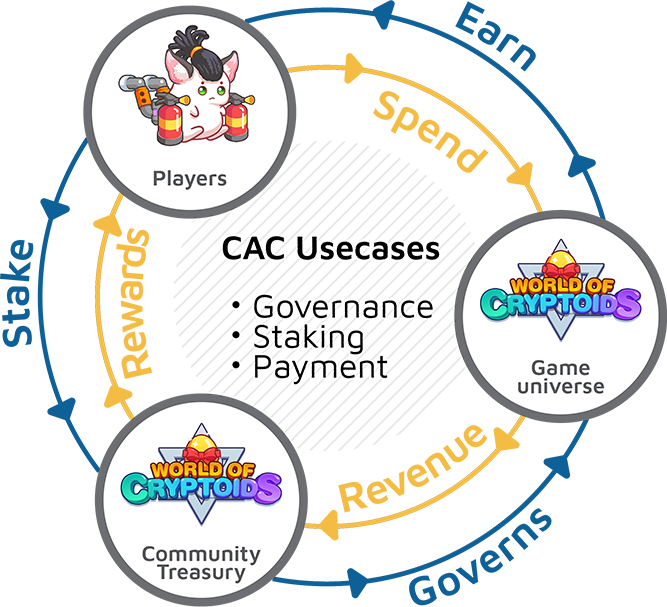 Earn
Spend
Players
CAC Usecases
• Governance
• Staking
• Payment
Stake
Rewards
WORLD OF
CRYPTOIDS
Game
universe
WORLD OF
CRYPTOIDS
Community
Treasury
Revenue
Governs